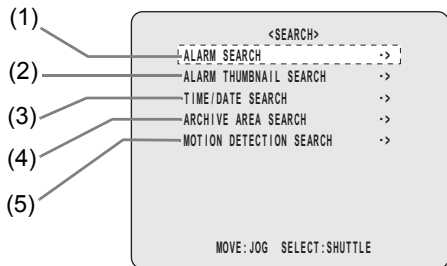 <SEARCH>
(1) ALARM SEARCH ->
(2) ALARM THUMBNAIL SEARCH ->
(3) TIME/DATE SEARCH ->
(4) ARCHIVE AREA SEARCH ->
(5) MOTION DETECTION SEARCH ->
MOVE:JOG SELECT:SHUTTLE